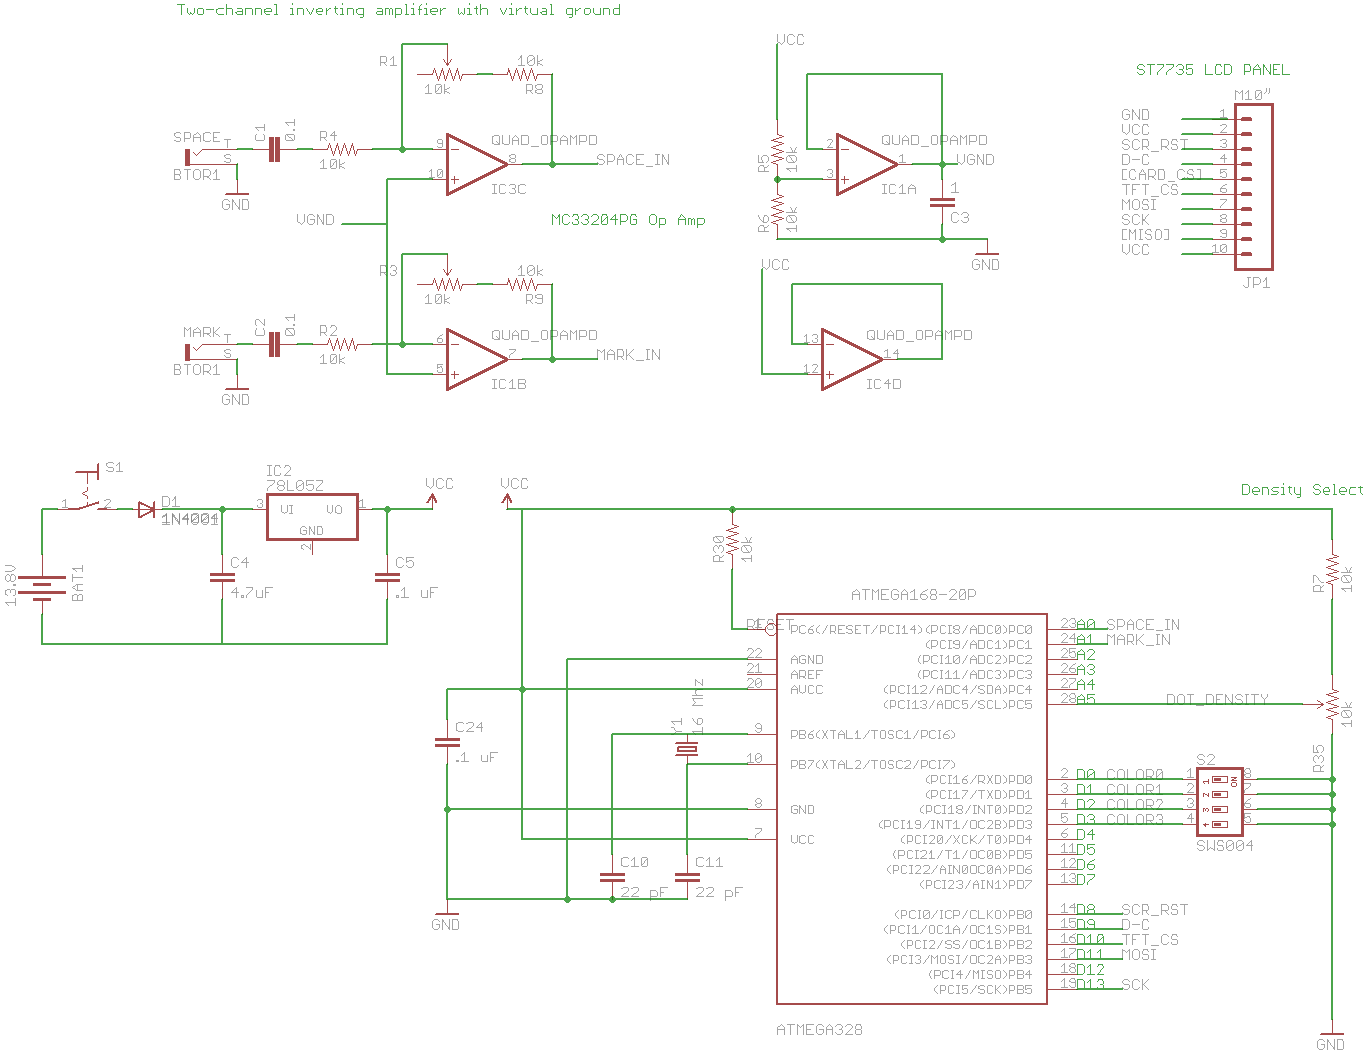 Two-channel inverting amplifier with virtual ground
R1
10k
10k
R8
SPACE
T
S
BTOR1
GND
C1
0.1
R4
10k
9
10
8
QUAD_OPAMPD
IC3C
SPACE_IN
VGND
MC33204PG Op Amp
R3
10k
10k
R9
MARK
T
S
BTOR1
GND
C2
0.1
R2
10k
6
5
7
QUAD_OPAMPD
IC1B
MARK_IN
VCC
R5
10k
R6
10k
2
3
1
QUAD_OPAMPD
IC1A
VGND
1
C3
GND
VCC
13
12
14
QUAD_OPAMPD
IC4D
ST7735 LCD PANEL
M10"
GND 1
VCC 2
SCR_RST 3
D-C 4
[CARD_CS] 5
TFT_CS 6
MOSI 7
SCK 8
[MISO] 9
VCC 10
JP1
S1
1 2
D1
1N4001
IC2
78L05Z
3 VI VO 1
GND
2
VCC
VCC
13.8V
BAT1
C4
4.7uF
C5
.1 uF
Density Select
R30
10k
R7
10k
10k
R35
ATMEGA168-20P
RESET
1 PC6(/RESET/PCI14)
22 AGND
21 AREF
20 AVCC
9 PB6(XTAL1/TOSC1/PCI6)
10 PB7(XTAL2/TOSC2/PCI7)
8 GND
7 VCC
(PCI8/ADC0)PC0 23 A0 SPACE_IN
(PCI9/ADC1)PC1 24 A1 MARK_IN
(PCI10/ADC2)PC2 25 A2
(PCI11/ADC3)PC3 26 A3
(PCI12/ADC4/SDA)PC4 27 A4
(PCI13/ADC5/SCL)PC5 28 A5 DOT_DENSITY
(PCI16/RXD)PD0 2 D0 COLOR0
(PCI17/TXD)PD1 3 D1 COLOR1
(PCI18/INT0)PD2 4 D2 COLOR2
(PCI19/INT1/OC2B)PD3 5 D3 COLOR3
(PCI20/XCK/T0)PD4 6 D4
(PCI21/T1/OC0B)PD5 11 D5
(PCI22/AIN0OC0A)PD6 12 D6
(PCI23/AIN1)PD7 13 D7
(PCI0/ICP/CLKO)PB0 14 D8 SCR_RST
(PCI1/OC1A/OC1S)PB1 15 D9 D-C
(PCI2/SS/OC1B)PB2 16 D10 TFT_CS
(PCI3/MOSI/OC2A)PB3 17 D11 MOSI
(PCI4/MISO)PB4 18 D12
(PCI5/SCK)PB5 19 D13 SCK
ATMEGA328
Y1
16 Mhz
C24
.1 uF
C10
22 pF
C11
22 pF
GND
S2
1 1 ON 8
2 2 7
3 3 6
4 4 5
SWS004
GND